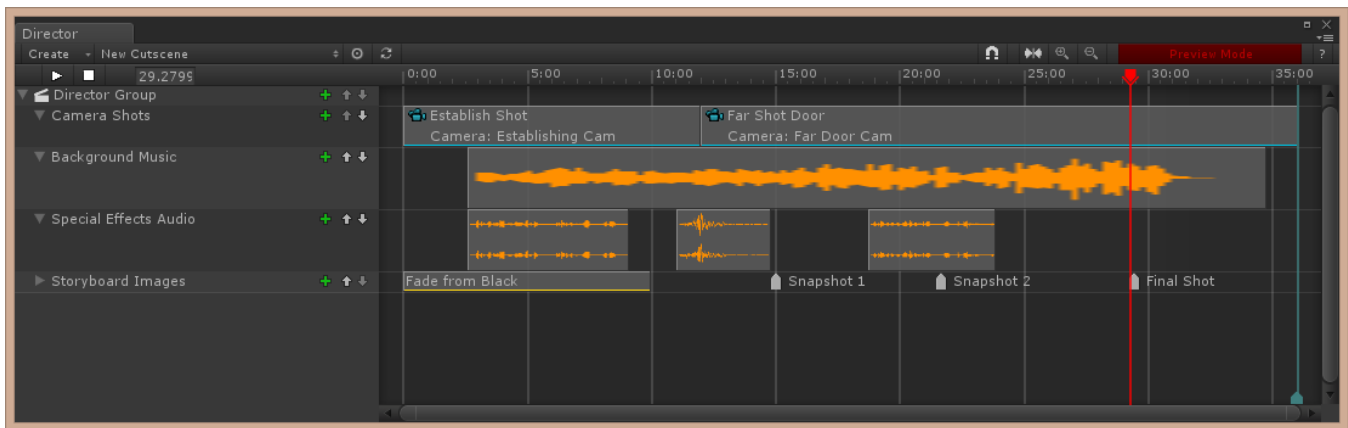 Director
Create New Cutscene Preview Mode ?
29.2799 0:00 5:00 10:00 15:00 20:00 25:00 30:00 35:00
Director Group
Camera Shots Establish Shot Far Shot Door
Camera: Establishing Cam Camera: Far Door Cam
Background Music
Special Effects Audio
Storyboard Images Fade from Black Snapshot 1 Snapshot 2 Final Shot